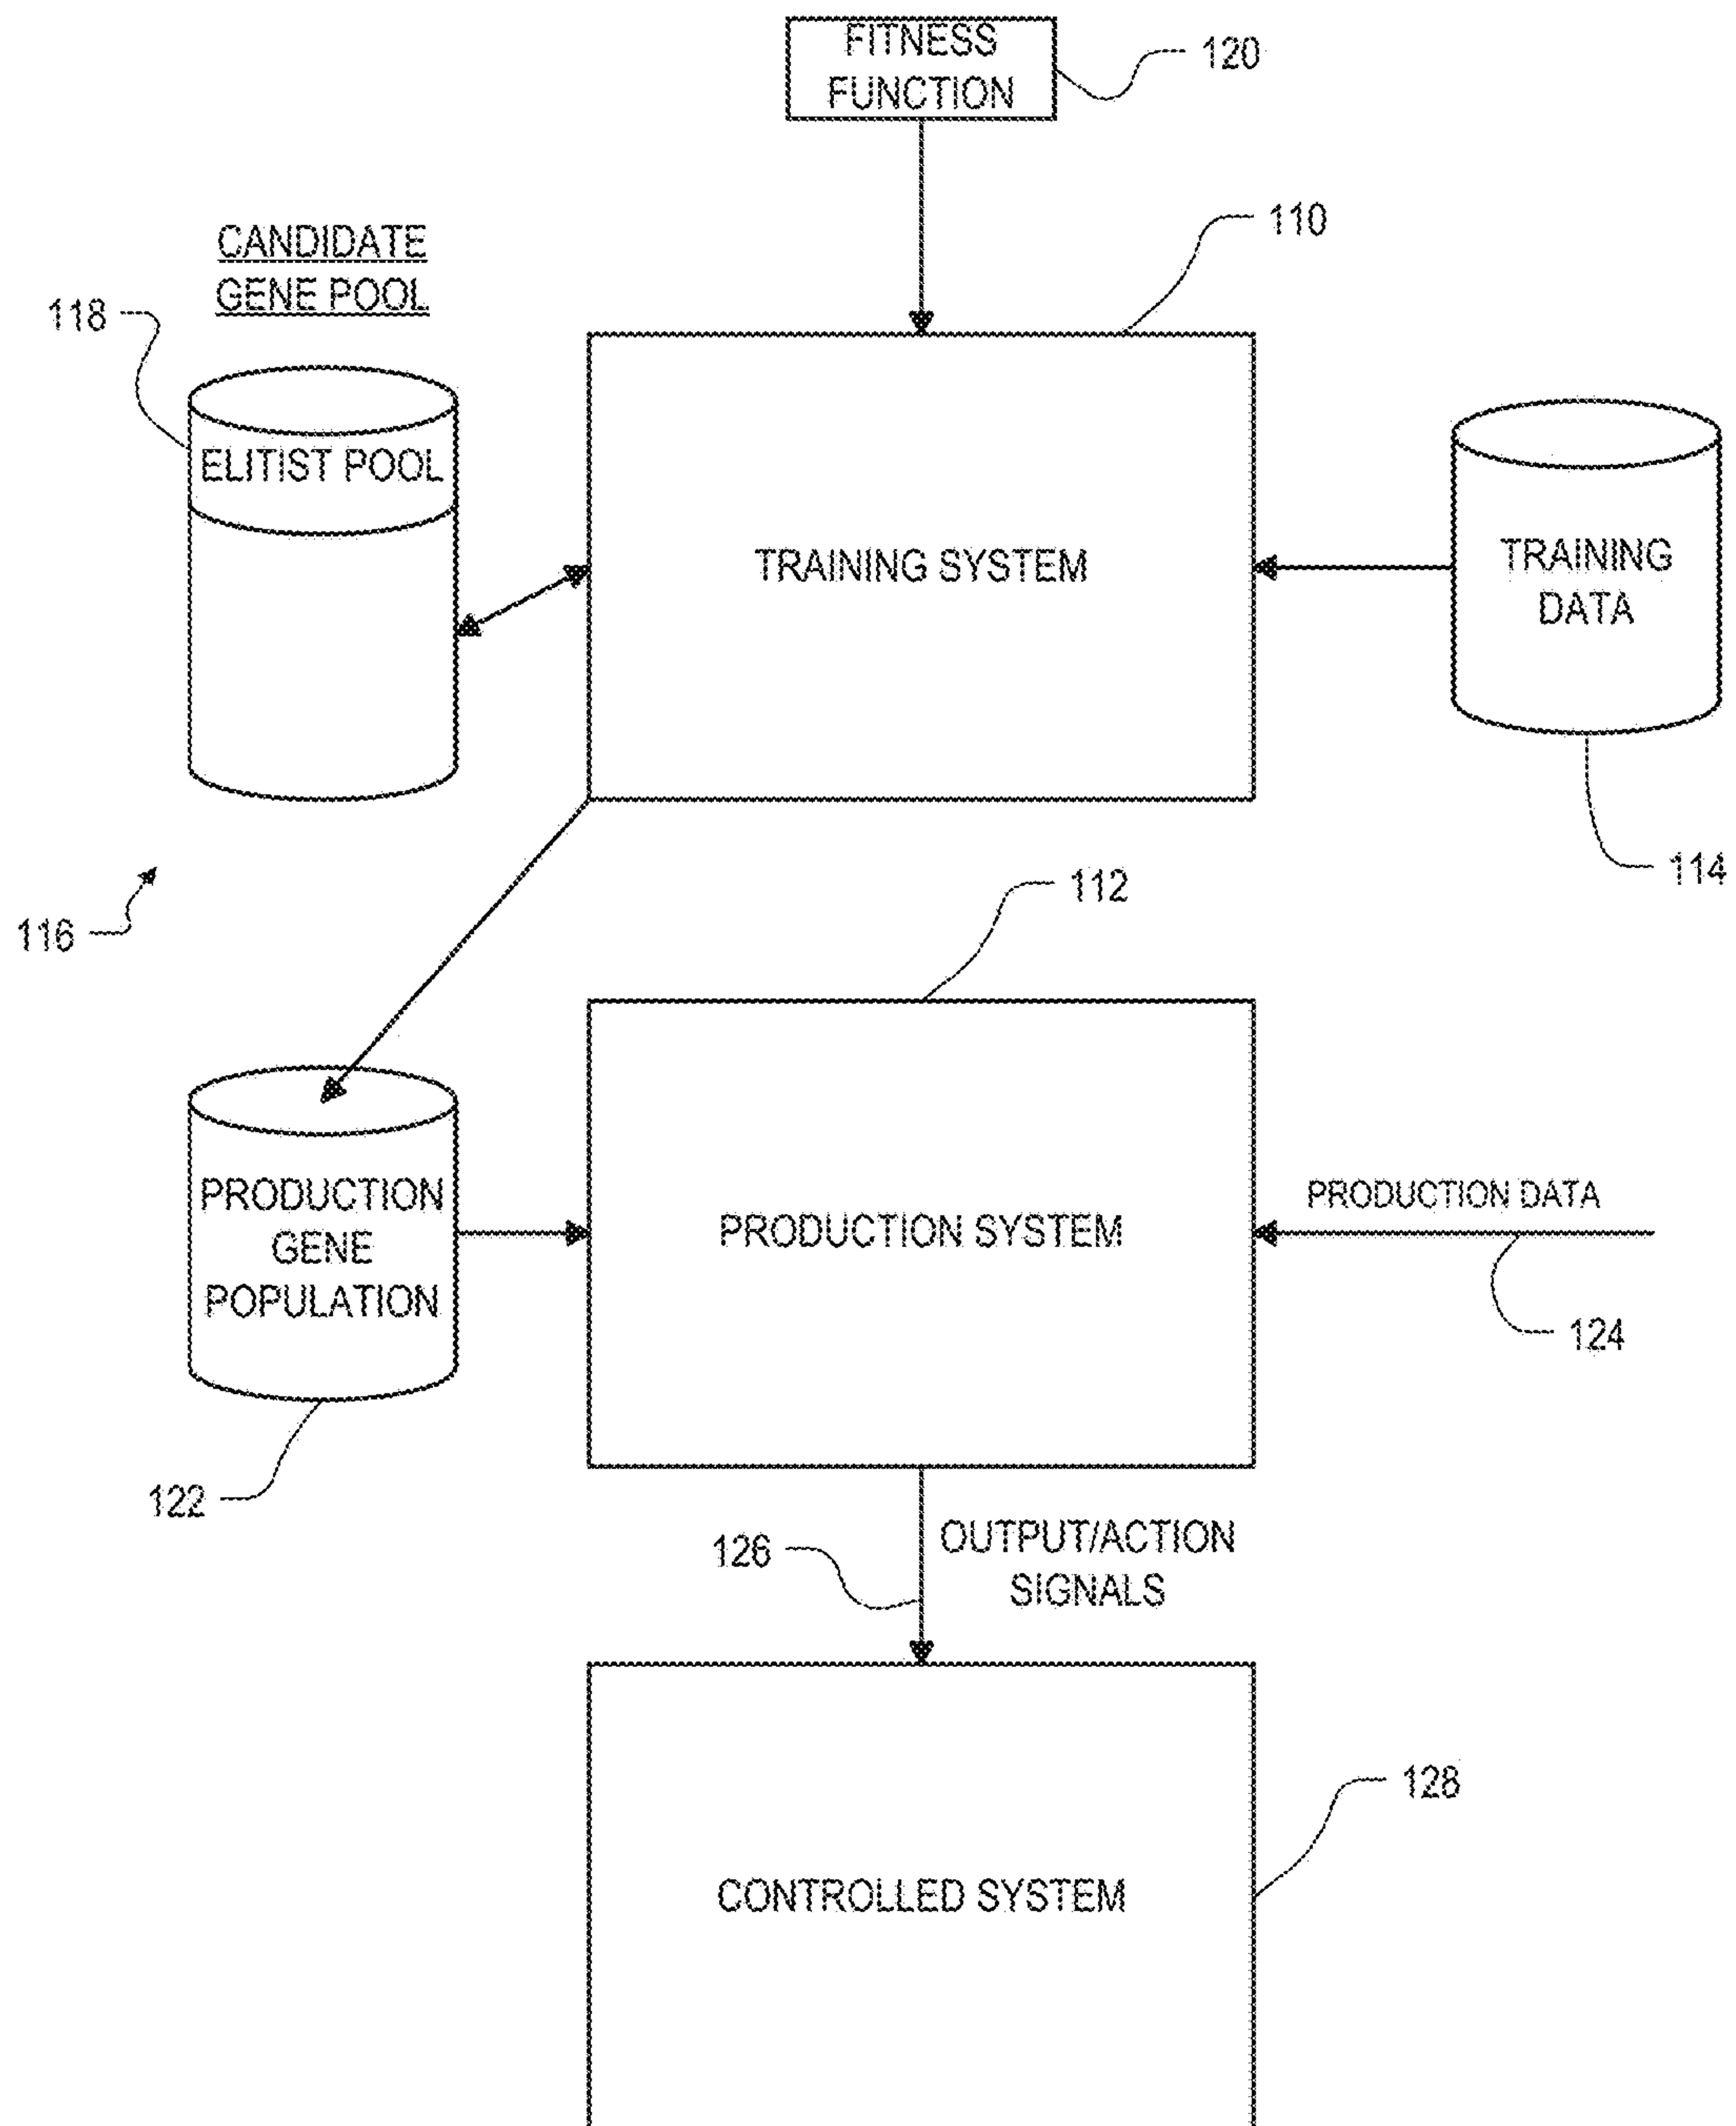 FITNESS
FUNCTION
120
110
CANDIDATE
GENE POOL
118
ELITIST POOL
TRAINING SYSTEM
TRAINING
DATA
114
116
112
PRODUCTION
GENE
POPULATION
PRODUCTION SYSTEM
PRODUCTION DATA
124
122
126
OUTPUT/ACTION
SIGNALS
128
CONTROLLED SYSTEM